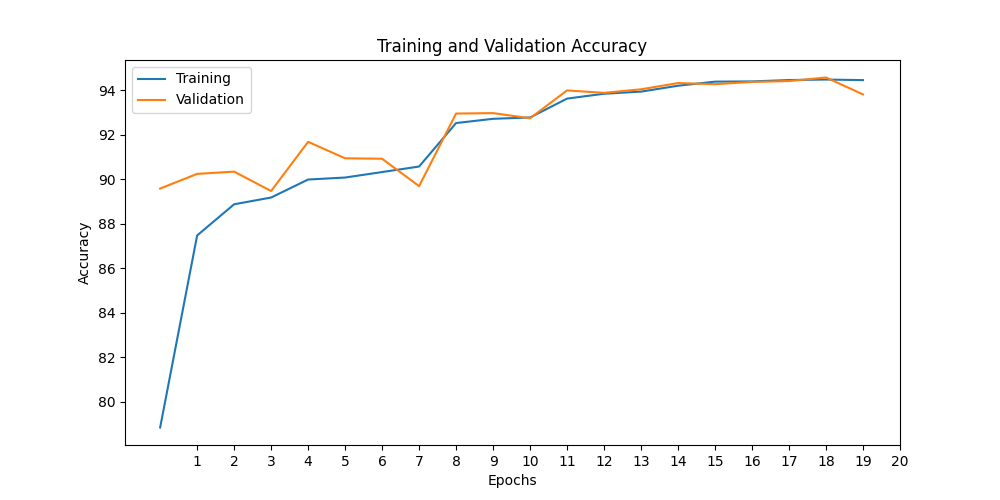 Training and Validation Accuracy
Training
Validation
94
92
90
88
86
84
82
80
Accuracy
1 2 3 4 5 6 7 8 9 10 11 12 13 14 15 16 17 18 19 20
Epochs